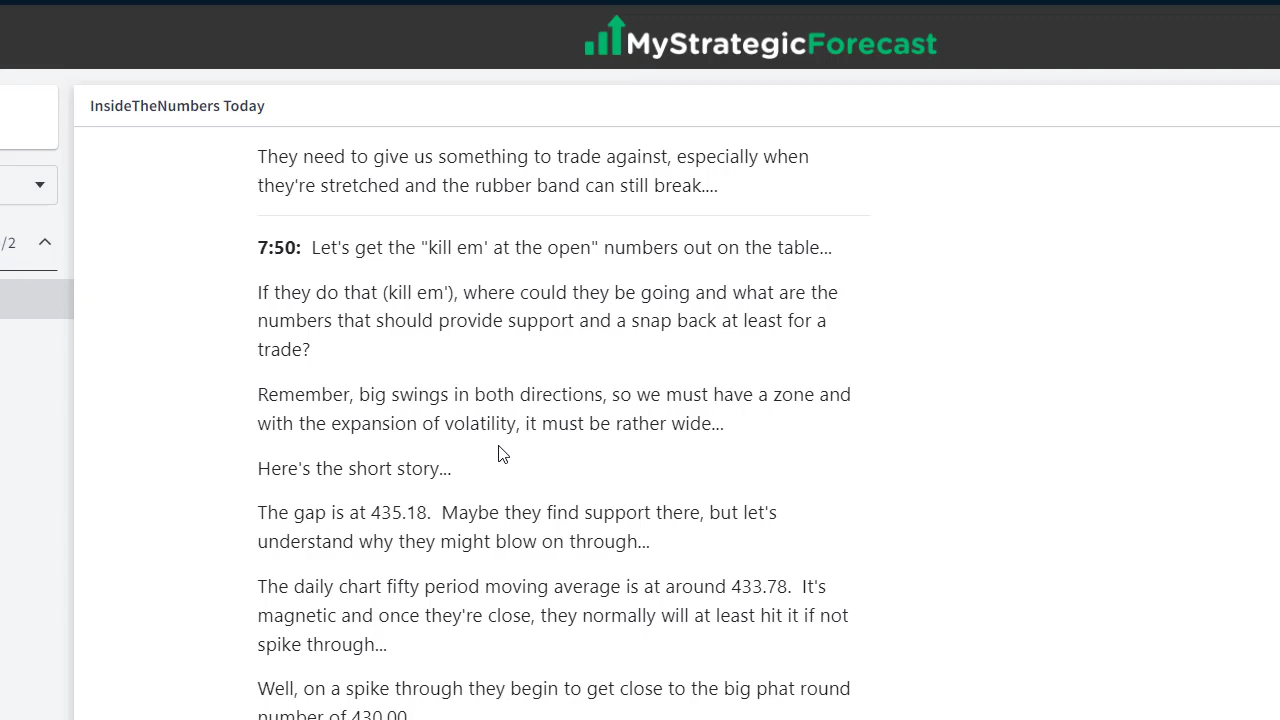 MyStrategicForecast
InsideTheNumbers Today
They need to give us something to trade against, especially when
they're stretched and the rubber band can still break....
7:50: Let's get the "kill em' at the open" numbers out on the table...
If they do that (kill em'), where could they be going and what are the
numbers that should provide support and a snap back at least for a
trade?
/2
Remember, big swings in both directions, so we must have a zone and
with the expansion of volatility, it must be rather wide...
Here's the short story...
The gap is at 435.18. Maybe they find support there, but let's
understand why they might blow on through...
The daily chart fifty period moving average is at around 433.78. It's
magnetic and once they're close, they normally will at least hit it if not
spike through...
Well, on a spike through they begin to get close to the big phat round
number of 430.00.